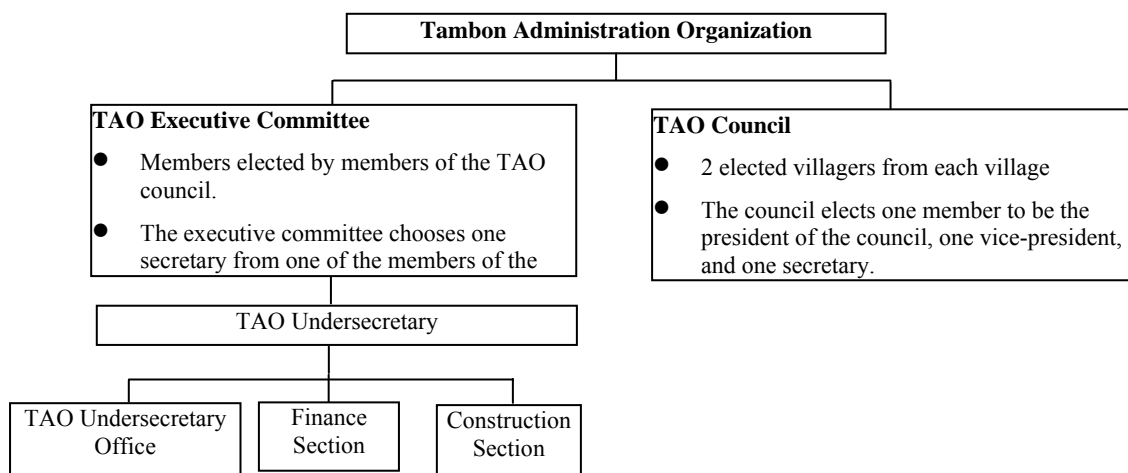 Tambon Administration Organization
TAO Executive Committee
● Members elected by members of the TAO
council.
● The executive committee chooses one
secretary from one of the members of the
TAO Council
● 2 elected villagers from each village
● The council elects one member to be the
president of the council, one vice-president,
and one secretary.
TAO Undersecretary
TAO Undersecretary
Office
Finance
Section
Construction
Section